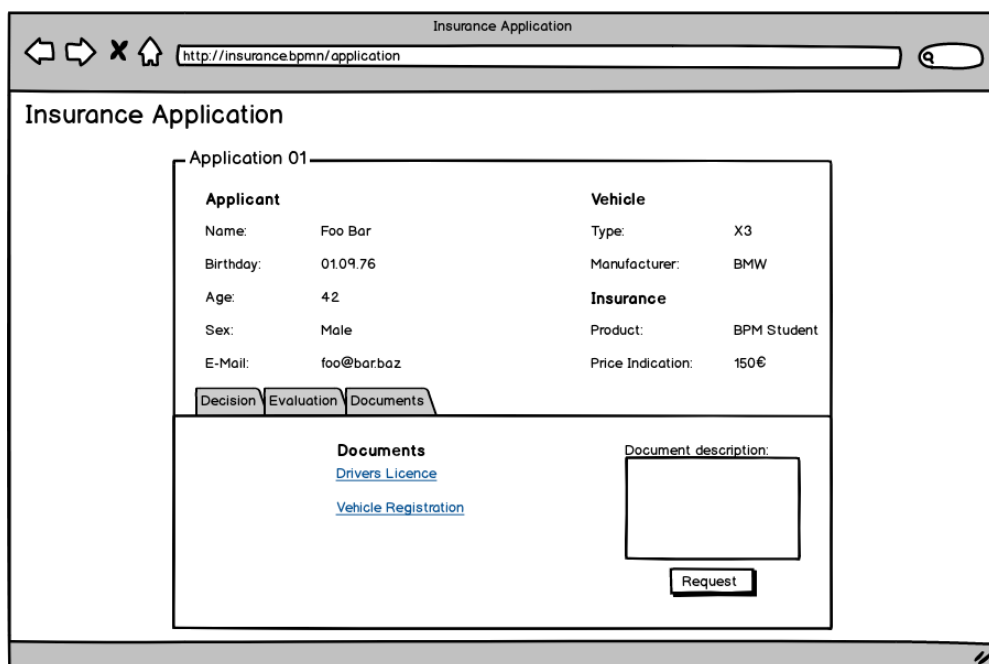 Insurance Application
http://insurance.bpmn/application
Insurance Application
Application 01
Applicant
Vehicle
Name: Foo Bar
Type: X3
Birthday: 01.09.76
Manufacturer: BMW
Age: 42
Insurance
Sex: Male
Product: BPM Student
E-Mail: foo@bar.baz
Price Indication: 150€
Decision Evaluation Documents
Documents
Document description:
Drivers Licence
Vehicle Registration
Request